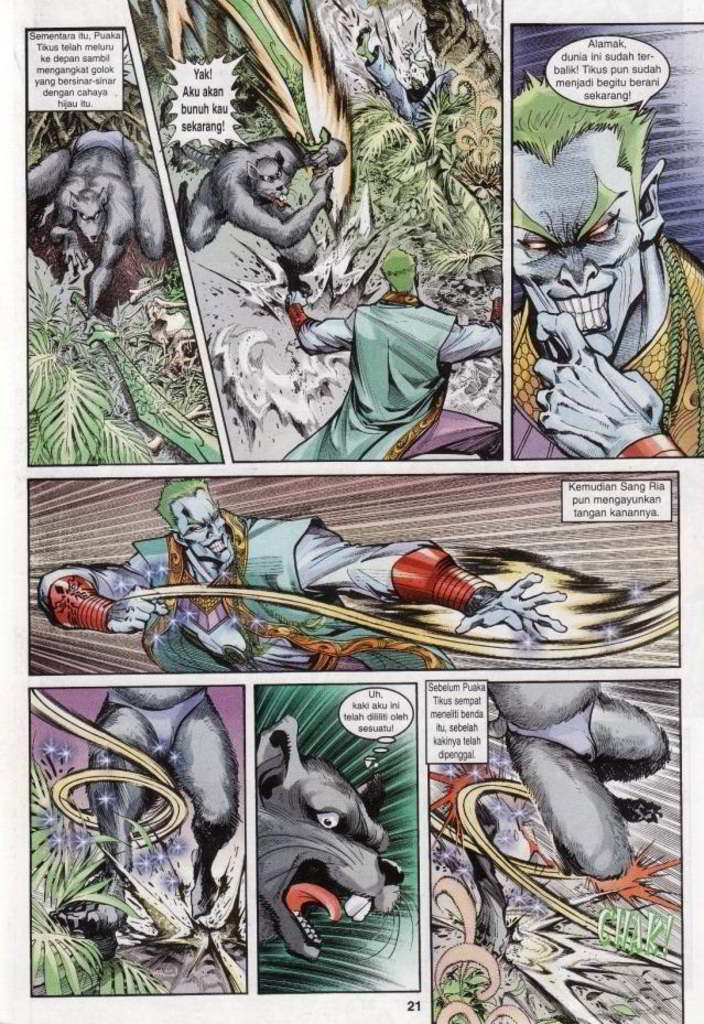 Sementara itu, Puaka
Tikus telah meluru
ke depan sambil
mengangkat golok
yang bersinar-sinar
dengan cahaya
hijau itu.
Yak!
Aku akan
bunuh kau
sekarang!
Alamak,
dunia ini sudah ter-
balik! Tikus pun sudah
menjadi begitu berani
sekarang!
Kemudian Sang Ria
pun mengayunkan
tangan kanannya.
Uh,
kaki aku ini
telah dililiti oleh
sesuatu!
Sebelum Puaka
Tikus sempat
meneliti benda
itu, sebelah
kakinya telah
dipenggal.
CIAK!
21